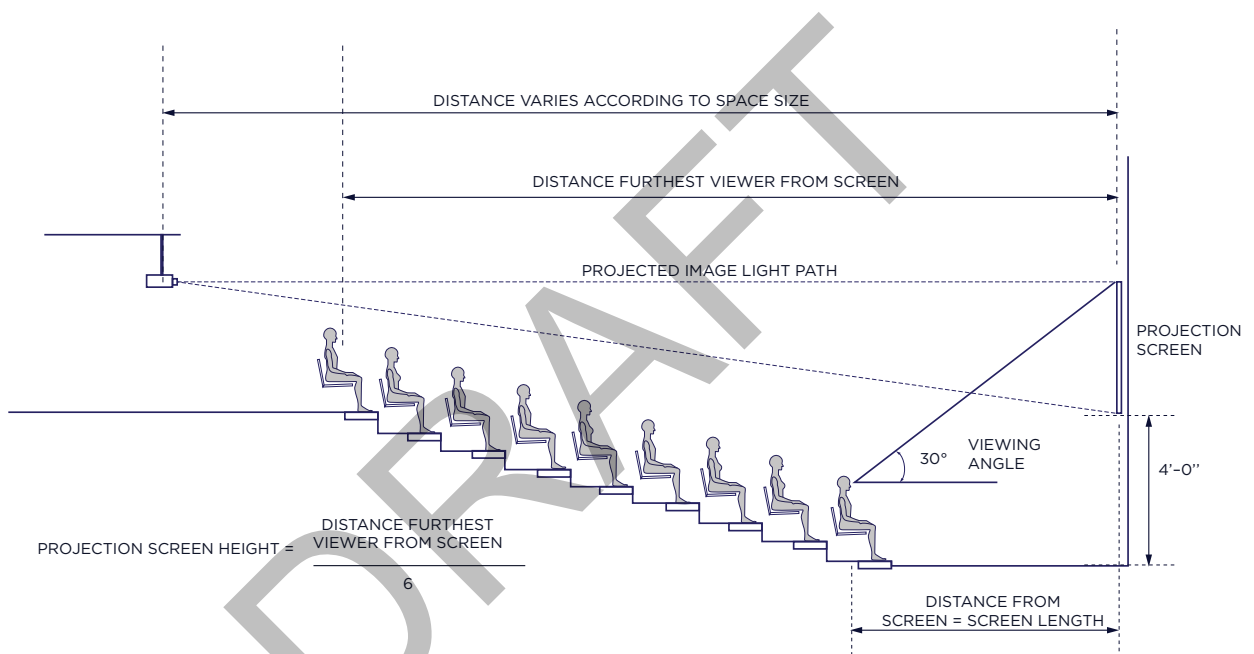 DISTANCE VARIES ACCORDING TO SPACE SIZE
DISTANCE FURTHEST VIEWER FROM SCREEN
PROJECTED IMAGE LIGHT PATH
PROJECTION
SCREEN
30°
VIEWING
ANGLE
4’-0’’
PROJECTION SCREEN HEIGHT =
DISTANCE FURTHEST
VIEWER FROM SCREEN
6
DISTANCE FROM
SCREEN = SCREEN LENGTH
DRAFT